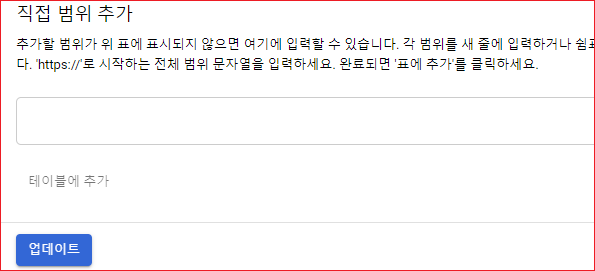 직접 범위 추가
추가할 범위가 위 표에 표시되지 않으면 여기에 입력할 수 있습니다. 각 범위를 새 줄에 입력하거나 쉼표
다. 'https://'로 시작하는 전체 범위 문자열을 입력하세요. 완료되면 '표에 추가'를 클릭하세요.
테이블에 추가
업데이트